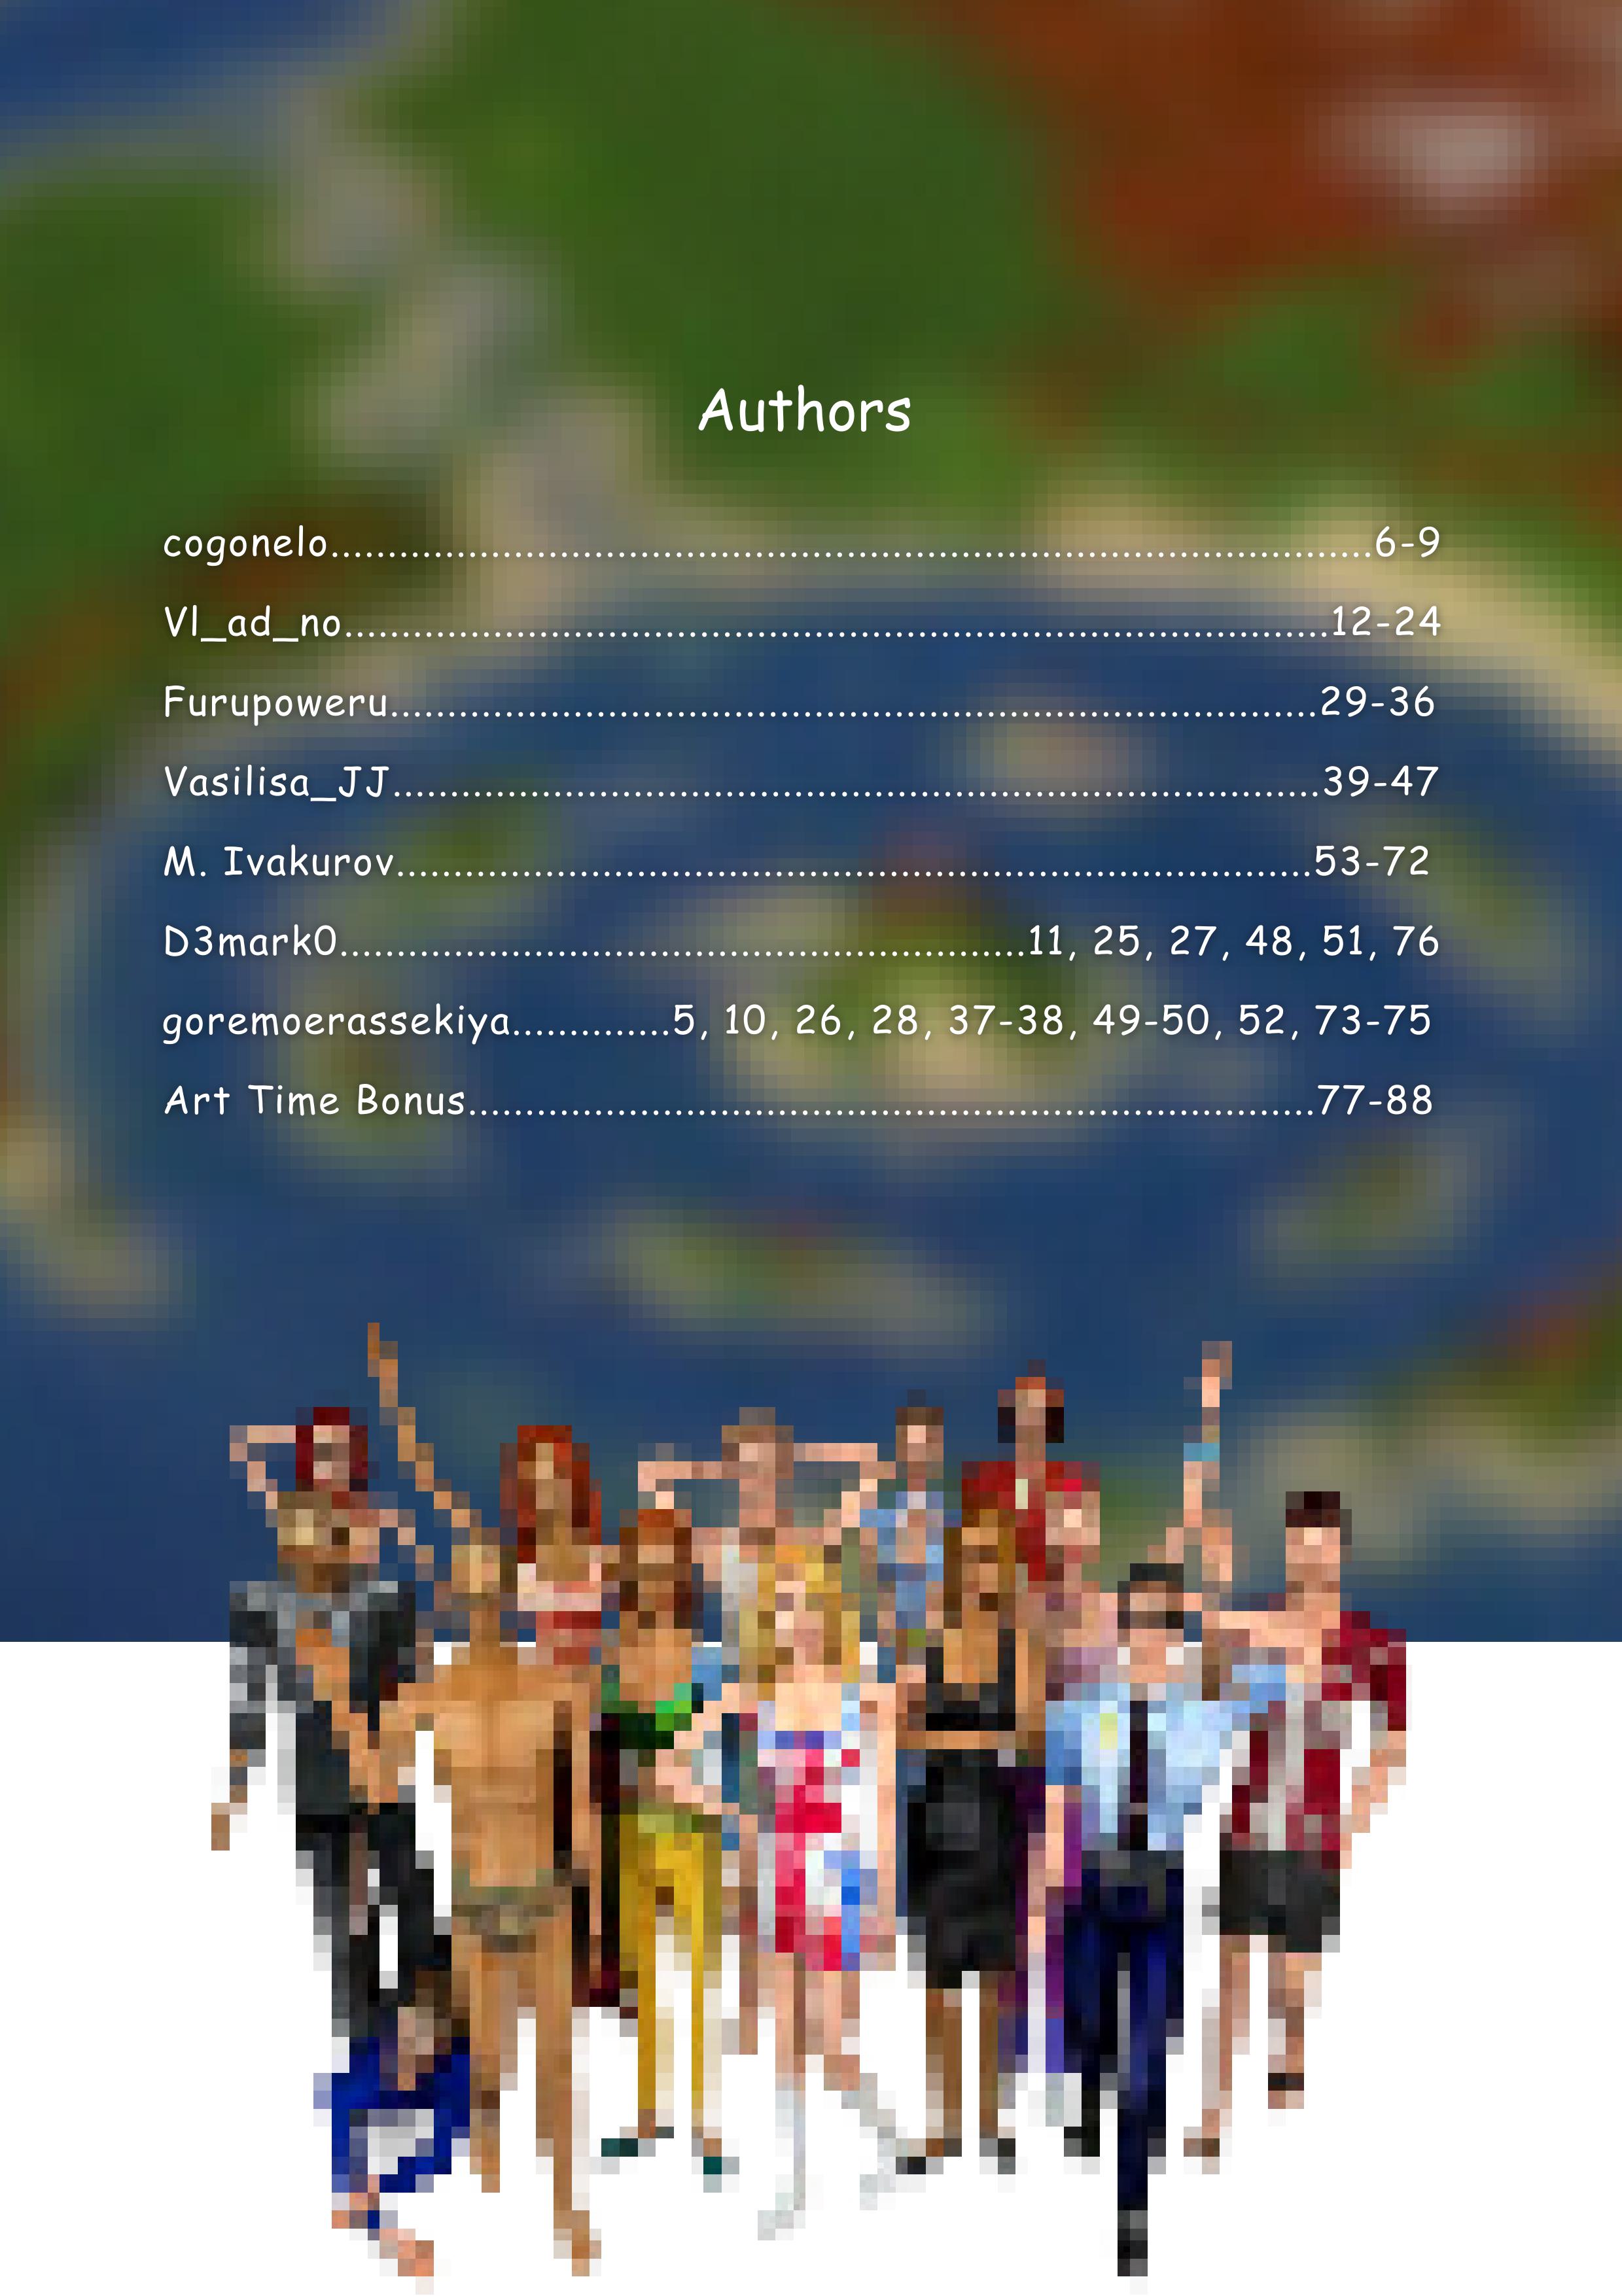 Authors
cogonelo..........................................................................................6-9
Vl_ad_no.....................................................................................12-24
Furupoweru................................................................................29-36
Vasilisa_JJ................................................................................39-47
M. Ivakurov...............................................................................53-72
D3mark0...........................................................11, 25, 27, 48, 51, 76
goremoerassekiya..............5, 10, 26, 28, 37-38, 49-50, 52, 73-75
Art Time Bonus.........................................................................77-88